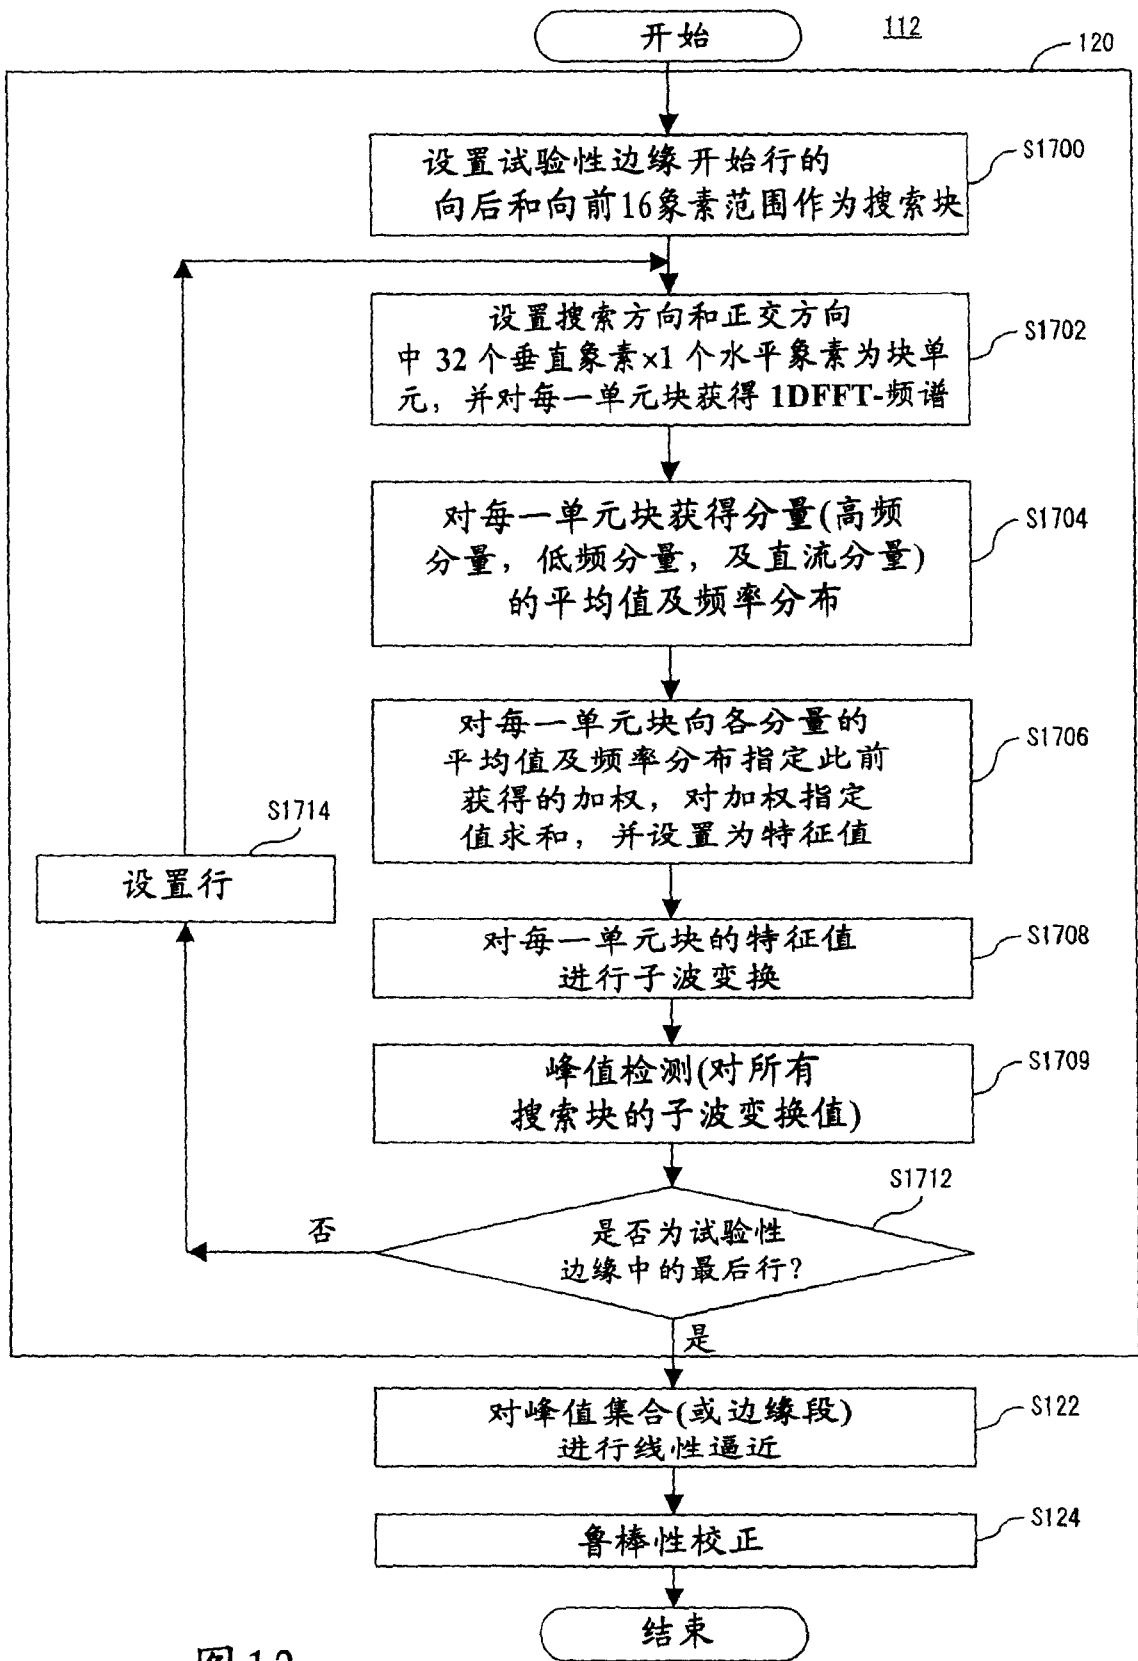 开始
112
120
设置试验性边缘开始行的
向后和向前16象素范围作为搜索块
S1700
设置搜索方向和正交方向
中 32 个垂直象素×1 个水平象素为块单
元，并对每一单元块获得 1DFFT-频谱
S1702
对每一单元块获得分量(高频
分量，低频分量，及直流分量)
的平均值及频率分布
S1704
对每一单元块向各分量的
平均值及频率分布指定此前
获得的加权，对加权指定
值求和，并设置为特征值
S1706
S1714
设置行
对每一单元块的特征值
进行子波变换
S1708
峰值检测(对所有
搜索块的子波变换值)
S1709
S1712
是否为试验性
边缘中的最后行?
否
是
对峰值集合(或边缘段)
进行线性逼近
S122
鲁棒性校正
S124
结束